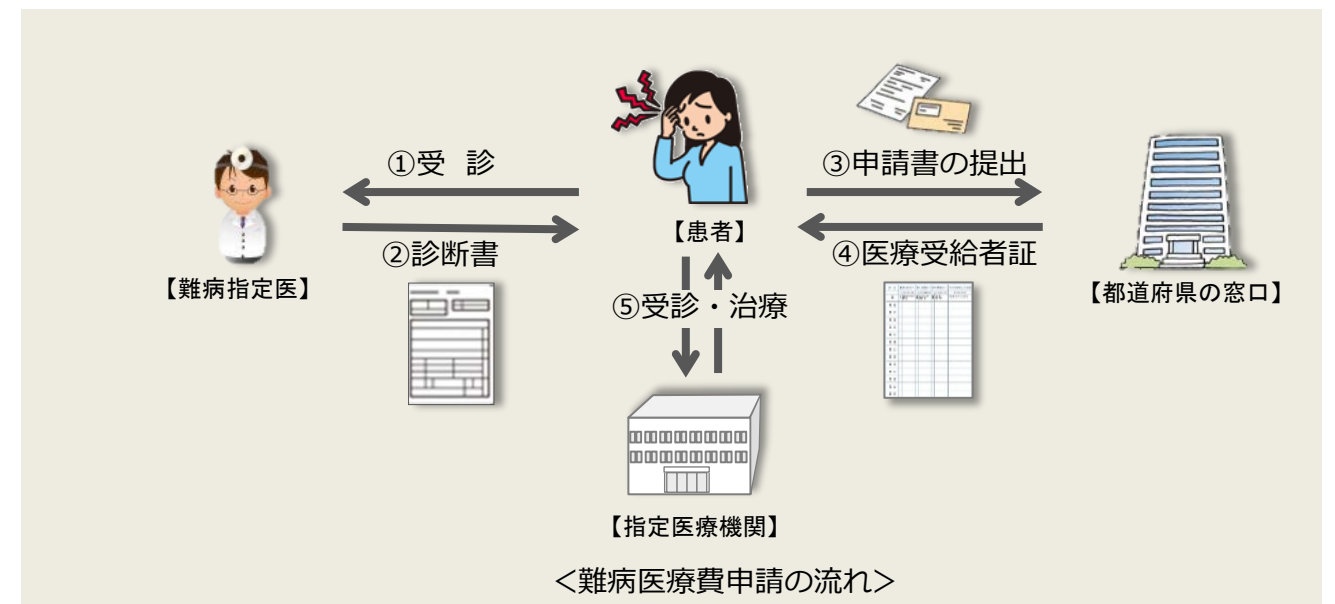 ①受 診
②診断書
【難病指定医】
【患者】
③申請書の提出
④医療受給者証
【都道府県の窓口】
⑤受診・治療
【指定医療機関】
<難病医療費申請の流れ>